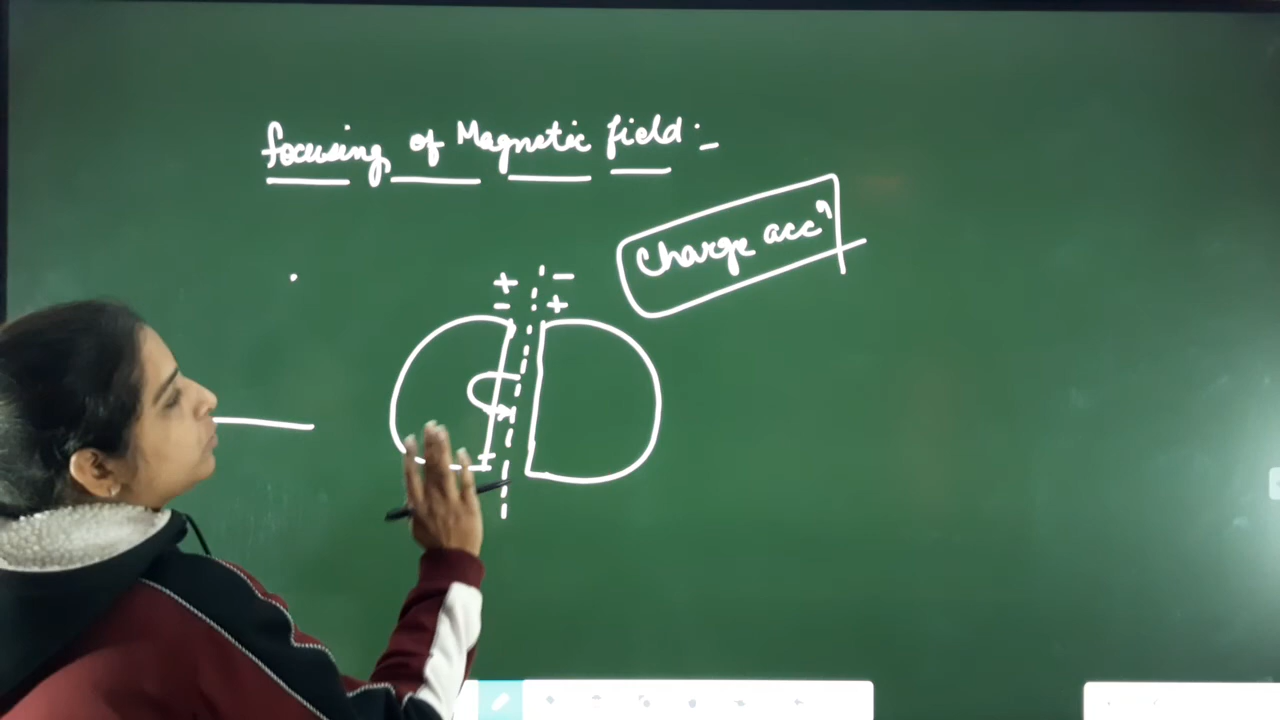 focusing of Magnetic field :-
Charge accⁿ
+ -
- +